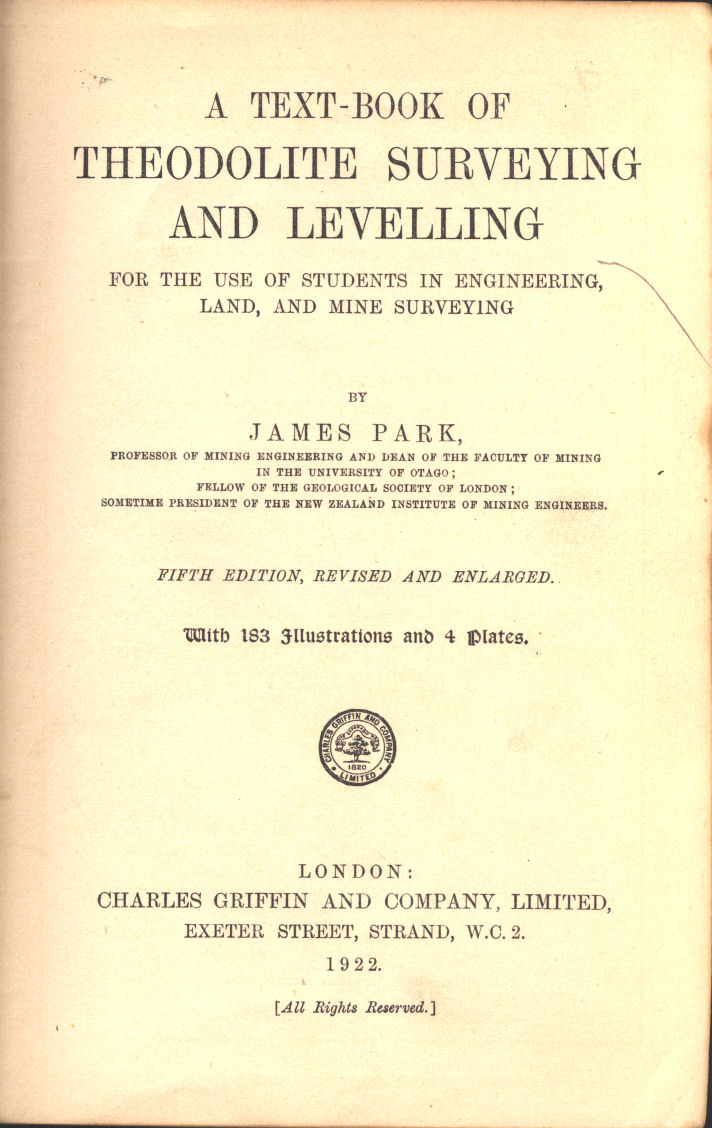 A TEXT-BOOK OF
THEODOLITE SURVEYING
AND LEVELLING
FOR THE USE OF STUDENTS IN ENGINEERING,
LAND, AND MINE SURVEYING
BY
JAMES PARK,
PROFESSOR OF MINING ENGINEERING AND DEAN OF THE FACULTY OF MINING
IN THE UNIVERSITY OF OTAGO;
FELLOW OF THE GEOLOGICAL SOCIETY OF LONDON;
SOMETIME PRESIDENT OF THE NEW ZEALAND INSTITUTE OF MINING ENGINEERS.
FIFTH EDITION, REVISED AND ENLARGED.
With 183 Illustrations and 4 Plates.
CHARLES GRIFFIN AND COMPANY
1820
LIMITED
LONDON:
CHARLES GRIFFIN AND COMPANY, LIMITED,
EXETER STREET, STRAND, W.C. 2.
1922.
[All Rights Reserved.]